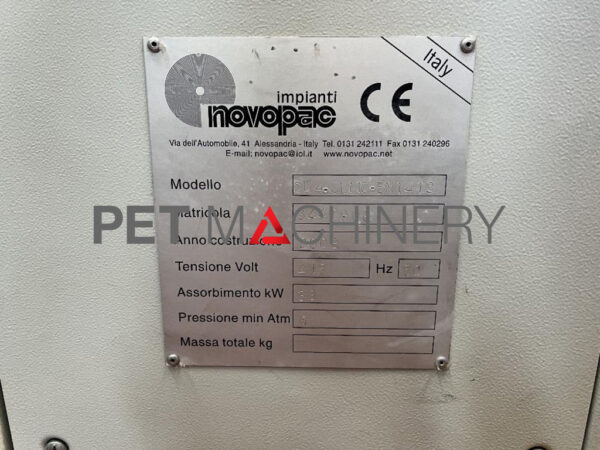 Italy
impianti
novopac
CE
Via dell'Automobile, 41 Alessandria - Italy Tel. 0131 242111 Fax 0131 240296
E-mail: novopac@iol.it www.novopac.net
Modello
Matricola
PET MACHINERY
Anno costruzione
Tensione Volt Hz
Assorbimento kW
Pressione min Atm
Massa totale kg